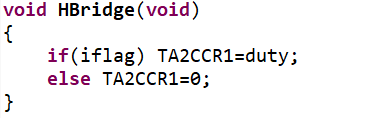 void HBridge(void)
{
    if(iflag) TA2CCR1=duty;
    else TA2CCR1=0;
}